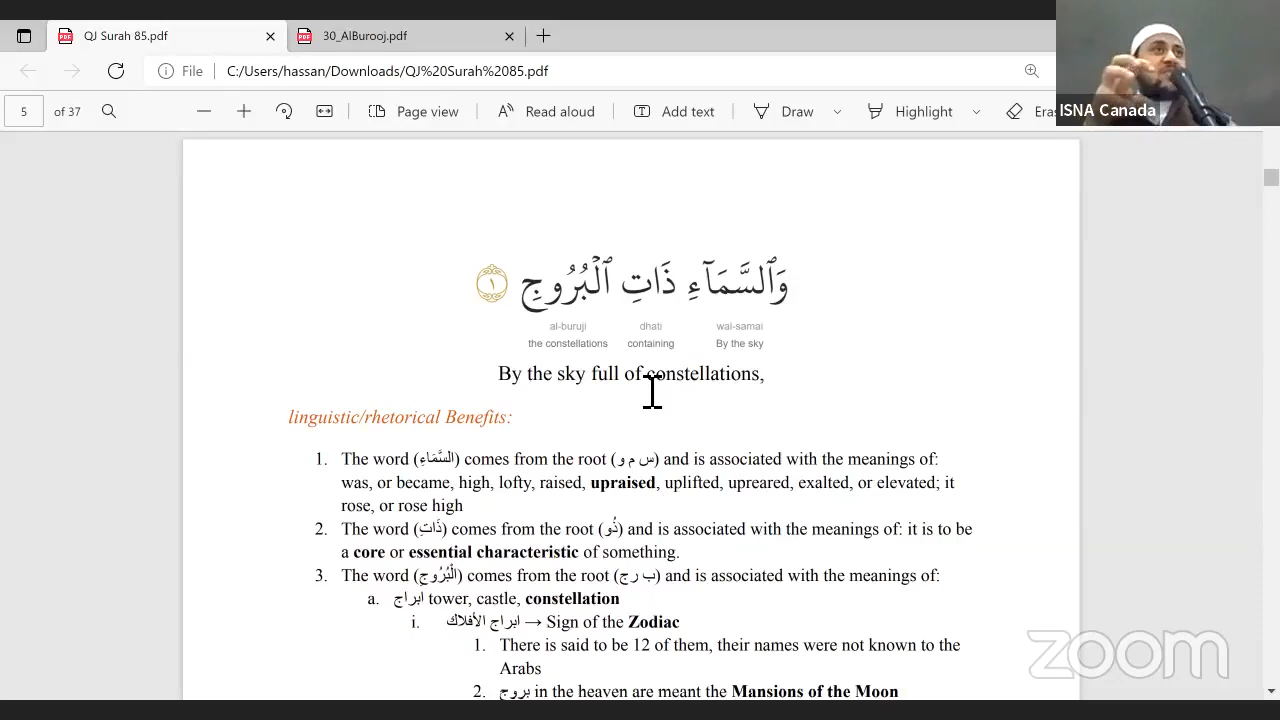 QJ Surah 85.pdf
30_AlBurooj.pdf
File
C:/Users/hassan/Downloads/QJ%20Surah%2085.pdf
5 of 37
Page view
Read aloud
Add text
Draw
Highlight
Era
ISNA Canada
وَٱلسَّمَآءِ ذَاتِ ٱلْبُرُوجِ ١
al-buruji dhati wal-samai
the constellations containing By the sky
By the sky full of constellations,
linguistic/rhetorical Benefits:
1. The word (السَّمَاءِ) comes from the root (س م و) and is associated with the meanings of:
was, or became, high, lofty, raised, upraised, uplifted, upreared, exalted, or elevated; it
rose, or rose high
2. The word (ذَاتِ) comes from the root (ذُو) and is associated with the meanings of: it is to be
a core or essential characteristic of something.
3. The word (الْبُرُوجِ) comes from the root (ب رج) and is associated with the meanings of:
a. ابراج tower, castle, constellation
i. ابراج الأفلاك → Sign of the Zodiac
1. There is said to be 12 of them, their names were not known to the
Arabs
2. بروج in the heaven are meant the Mansions of the Moon
zoom